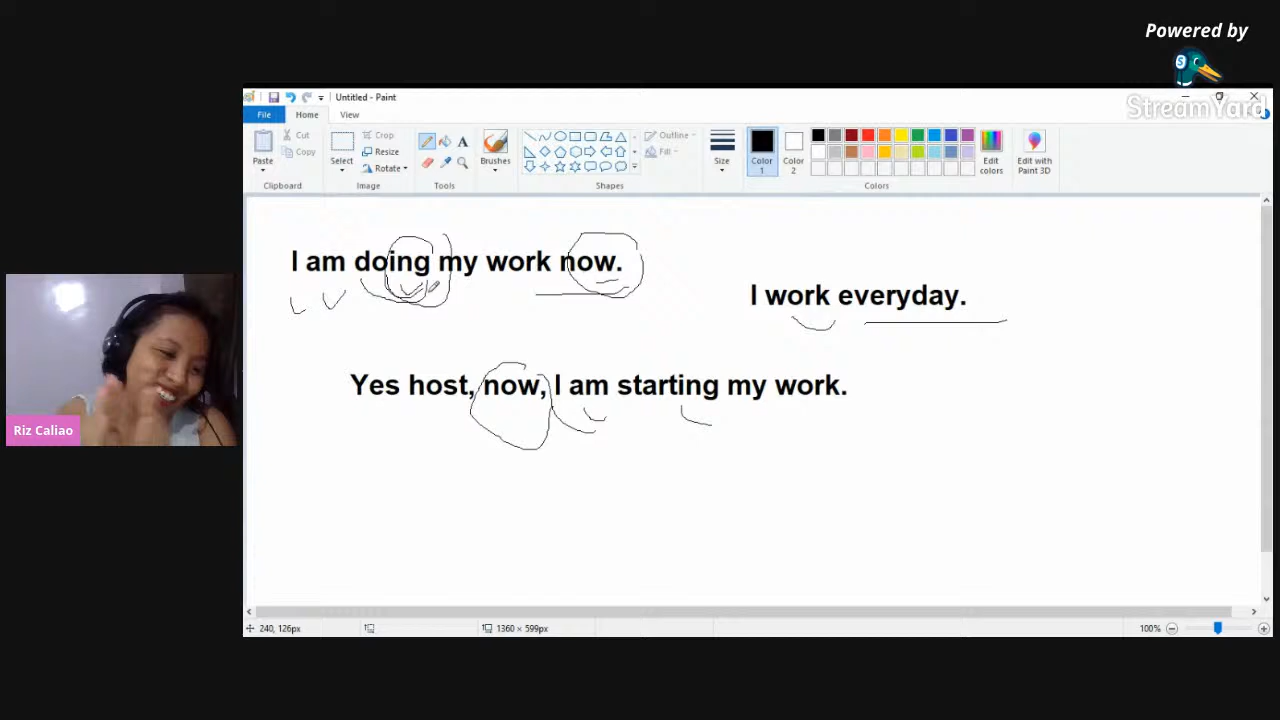 Powered by
StreamYard
Untitled - Paint
File Home View
Paste
Cut
Copy
Clipboard
Select
Crop
Resize
Rotate
Image
Tools
Brushes
Outline
Fill
Shapes
Size
Color 1
Color 2
Edit colors
Colors
Edit with Paint 3D
I am doing my work now.
I work everyday.
Yes host, now, I am starting my work.
Riz Caliao
240, 126px
1360 × 599px
100%